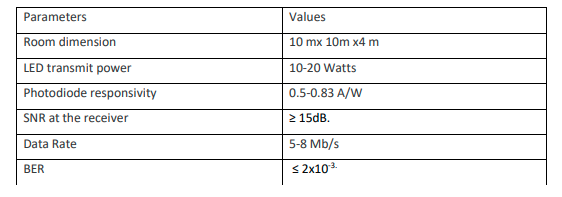 Parameters Values
Room dimension 10 mx 10m x4 m
LED transmit power 10-20 Watts
Photodiode responsivity 0.5-0.83 A/W
SNR at the receiver ≥ 15dB.
Data Rate 5-8 Mb/s
BER ≤ 2x10⁻³·